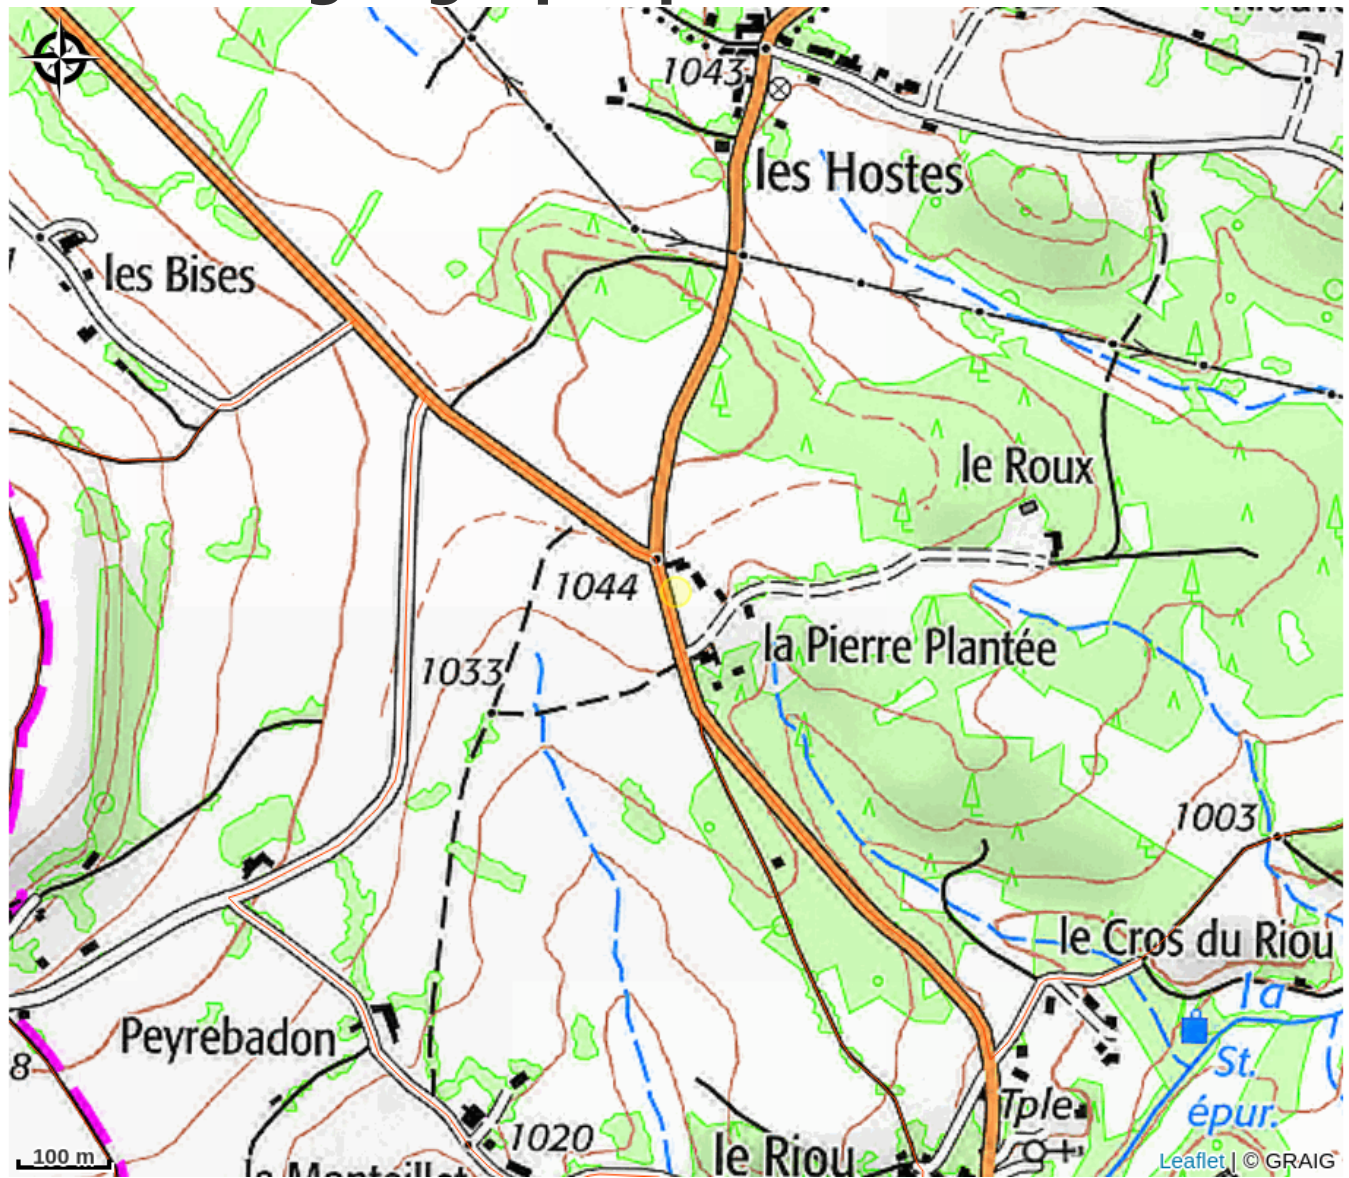 1043
les Hostes
les Bises
le Roux
1044
la Pierre Plantée
1033
1003
le Cros du Riou
la
Peyrebadon
St.
épur.
8
Tple
1020
le Riou
100 m
Leaflet | © GRAIG